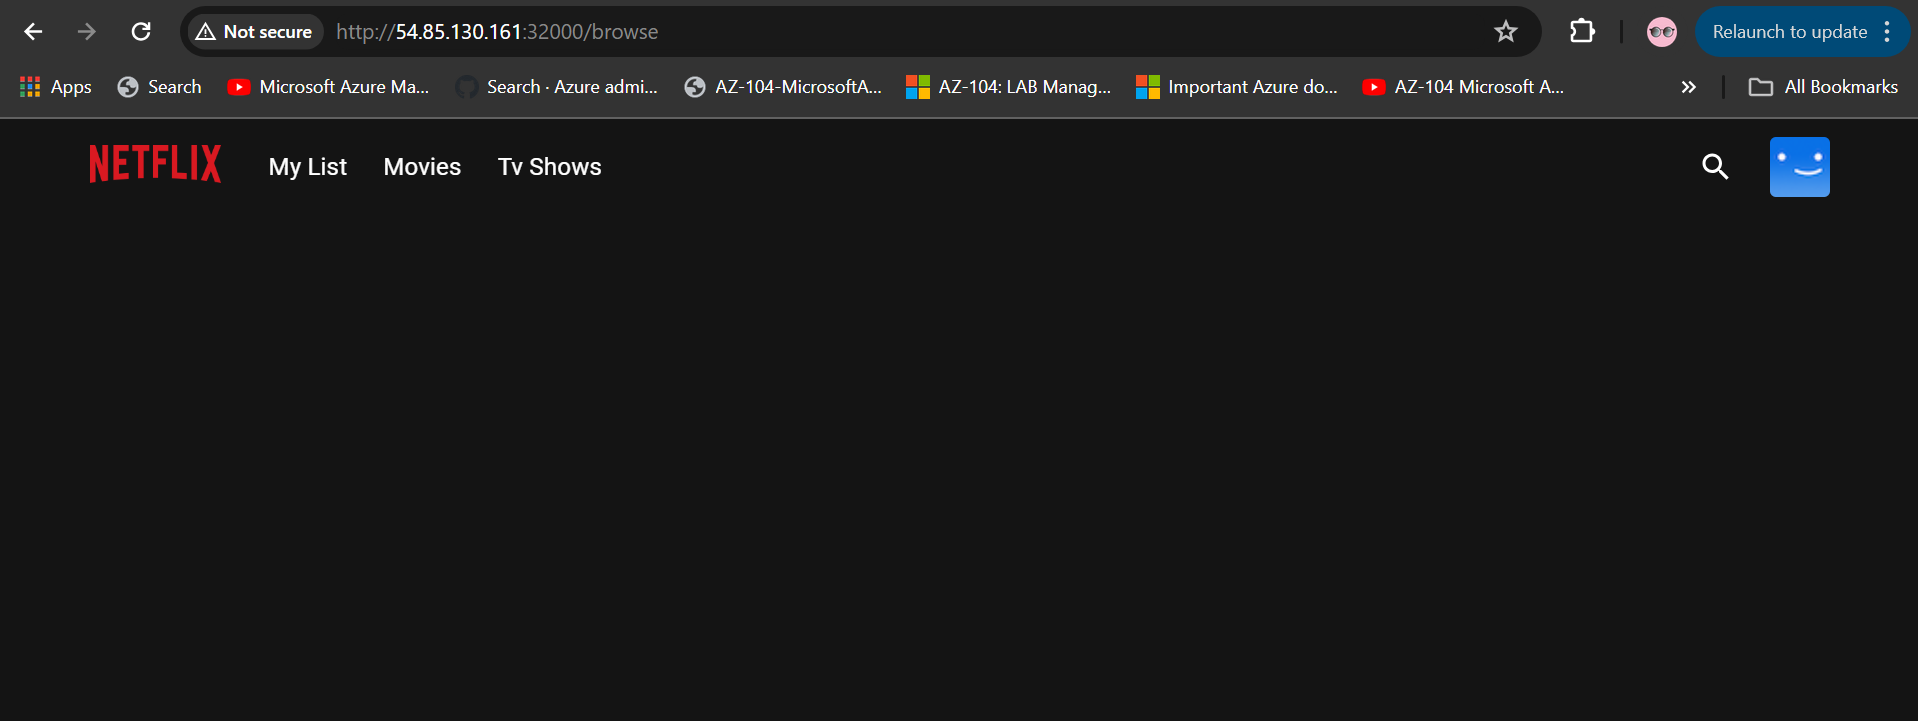 Not secure http://54.85.130.161:32000/browse Relaunch to update
Apps Search Microsoft Azure Ma... Search · Azure admi... AZ-104-MicrosoftA... AZ-104: LAB Manag... Important Azure do... AZ-104 Microsoft A... All Bookmarks
NETFLIX My List Movies Tv Shows